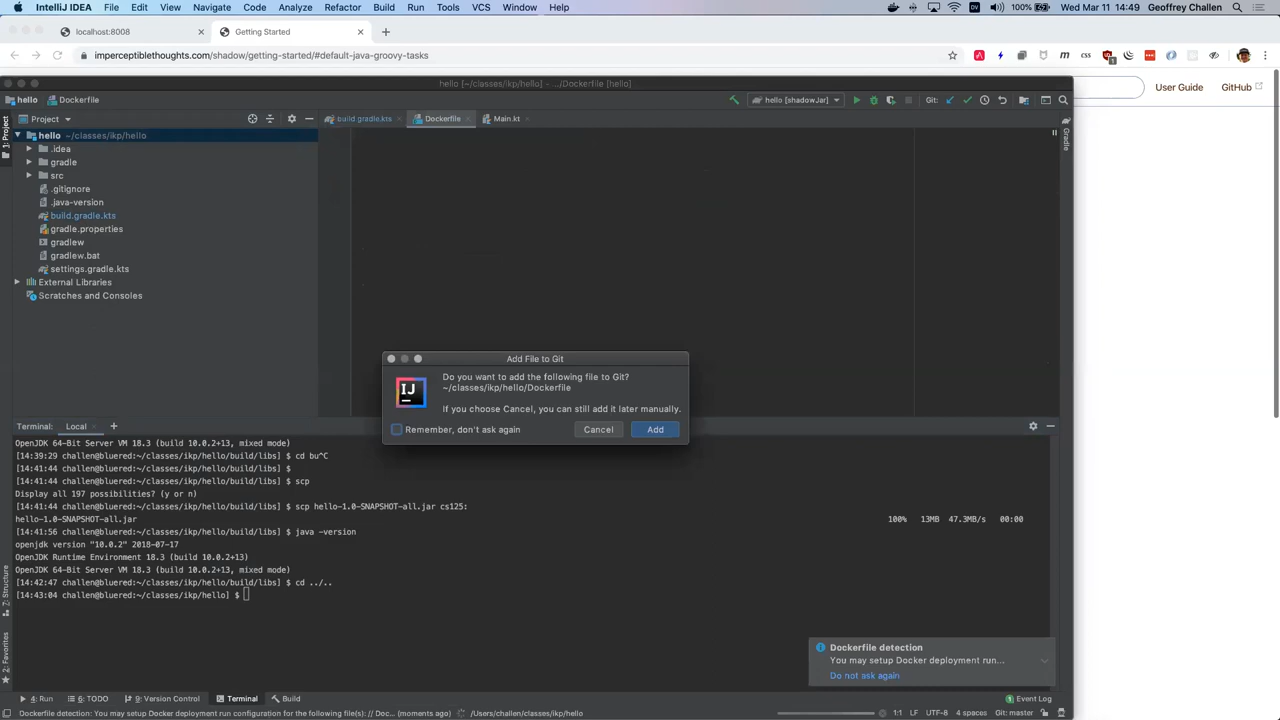 IntelliJ IDEA File Edit View Navigate Code Analyze Refactor Build Run Tools VCS Window Help 100% Wed Mar 11 14:49 Geoffrey Challen
localhost:8008 Getting Started
imperceptiblethoughts.com/shadow/getting-started/#default-java-groovy-tasks
hello [~/classes/ikp/hello] - .../Dockerfile [hello]
User Guide GitHub
hello Dockerfile hello [shadowJar] Git:
Project build.gradle.kts Dockerfile Main.kt
1: Project
Gradle
hello ~/classes/ikp/hello
.idea
gradle
src
.gitignore
.java-version
build.gradle.kts
gradle.properties
gradlew
gradlew.bat
settings.gradle.kts
External Libraries
Scratches and Consoles
Add File to Git
IJ
Do you want to add the following file to Git?
~/classes/ikp/hello/Dockerfile
If you choose Cancel, you can still add it later manually.
Remember, don't ask again Cancel Add
Terminal: Local +
OpenJDK 64-Bit Server VM 18.3 (build 10.0.2+13, mixed mode)
[14:39:29 challen@bluered:~/classes/ikp/hello/build/libs] $ cd bu^C
[14:41:44 challen@bluered:~/classes/ikp/hello/build/libs] $
[14:41:44 challen@bluered:~/classes/ikp/hello/build/libs] $ scp
Display all 197 possibilities? (y or n)
[14:41:44 challen@bluered:~/classes/ikp/hello/build/libs] $ scp hello-1.0-SNAPSHOT-all.jar cs125:
hello-1.0-SNAPSHOT-all.jar 100% 13MB 47.3MB/s 00:00
[14:41:56 challen@bluered:~/classes/ikp/hello/build/libs] $ java -version
openjdk version "10.0.2" 2018-07-17
OpenJDK Runtime Environment 18.3 (build 10.0.2+13)
OpenJDK 64-Bit Server VM 18.3 (build 10.0.2+13, mixed mode)
[14:42:47 challen@bluered:~/classes/ikp/hello/build/libs] $ cd ../..
[14:43:04 challen@bluered:~/classes/ikp/hello] $
7: Structure
2: Favorites
Dockerfile detection
You may setup Docker deployment run...
Do not ask again
4: Run 6: TODO 9: Version Control Terminal Build 1 Event Log
Dockerfile detection: You may setup Docker deployment run configuration for the following file(s): // Doc... (moments ago) /Users/challen/classes/ikp/hello 1:1 LF UTF-8 4 spaces Git: master